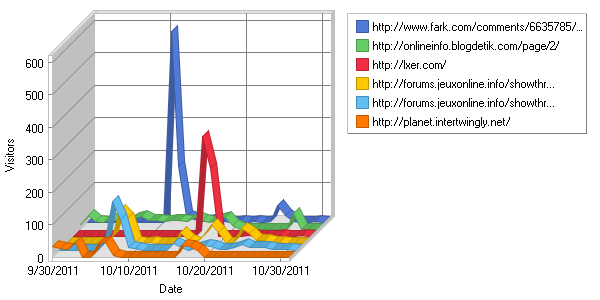 600
500
400
300
200
100
0
Visitors
9/30/2011
10/10/2011
10/20/2011
10/30/2011
Date
http://www.fark.com/comments/6635785/...
http://onlineinfo.blogdetik.com/page/2/
http://lxer.com/
http://forums.jeuxonline.info/showthr...
http://forums.jeuxonline.info/showthr...
http://planet.intertwingly.net/